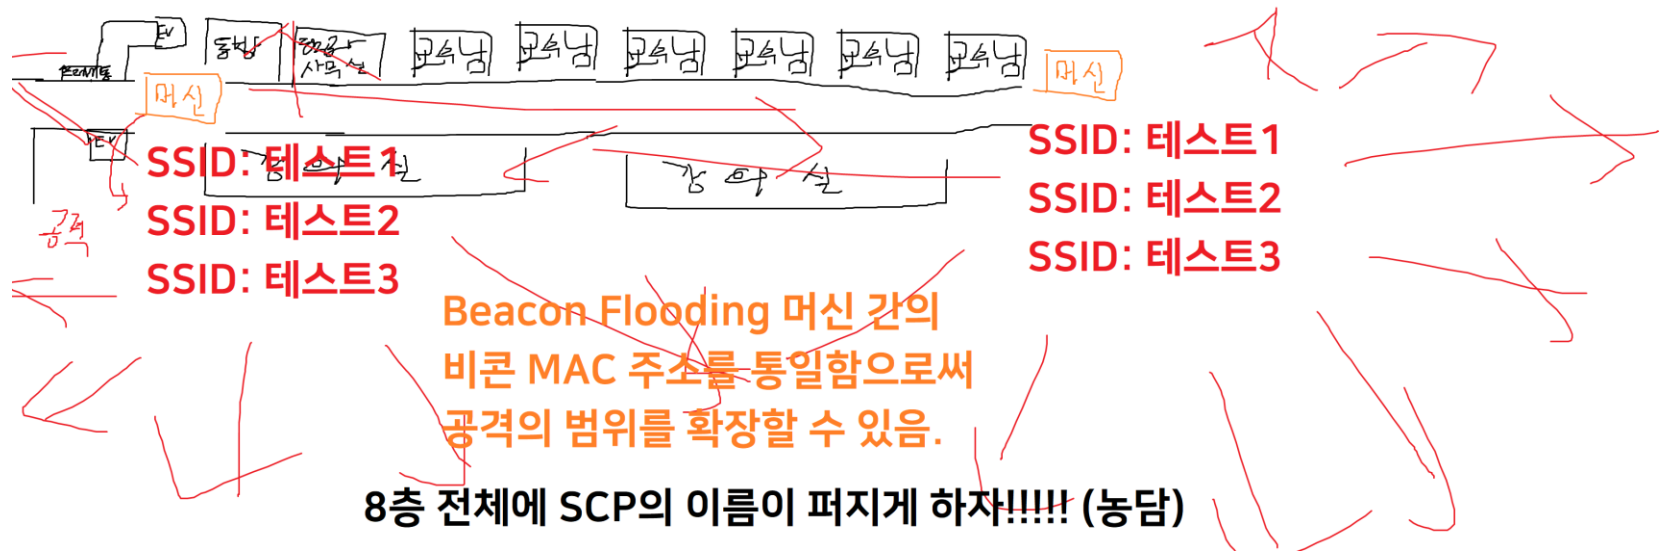 EV
동방
사무실
교수님
교수님
교수님
교수님
교수님
교수님
머신
머신
EV
강의실
강의실
공격
SSID: 테스트1
SSID: 테스트2
SSID: 테스트3
SSID: 테스트1
SSID: 테스트2
SSID: 테스트3
Beacon Flooding 머신 간의
비콘 MAC 주소를 통일함으로써
공격의 범위를 확장할 수 있음.
8층 전체에 SCP의 이름이 퍼지게 하자!!!!! (농담)